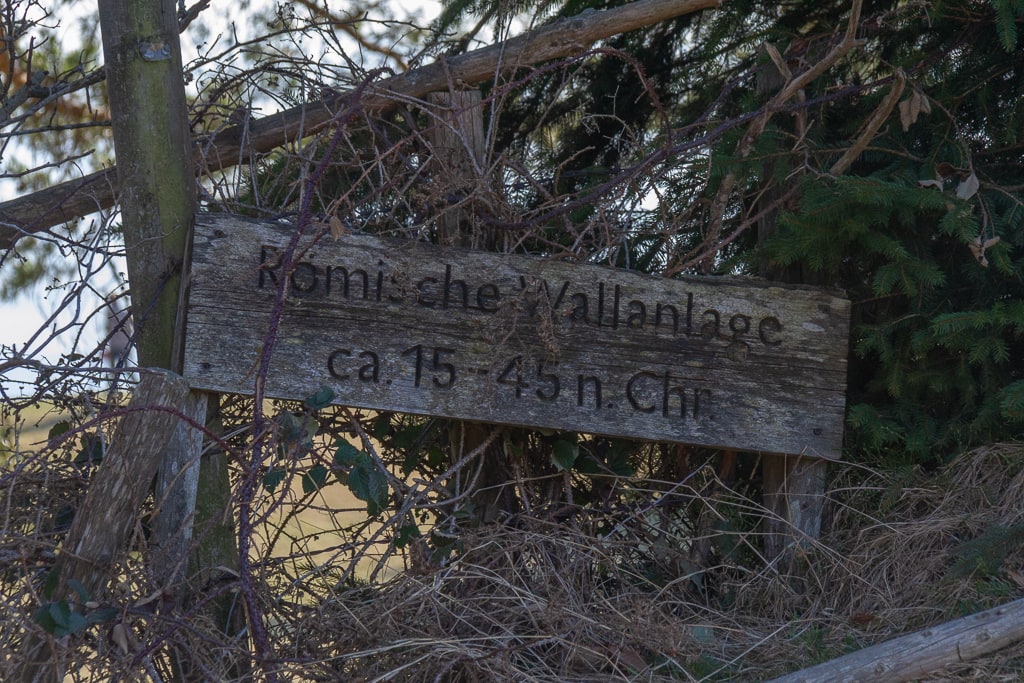 Römische Wallanlage
ca. 15 - 45 n. Chr.